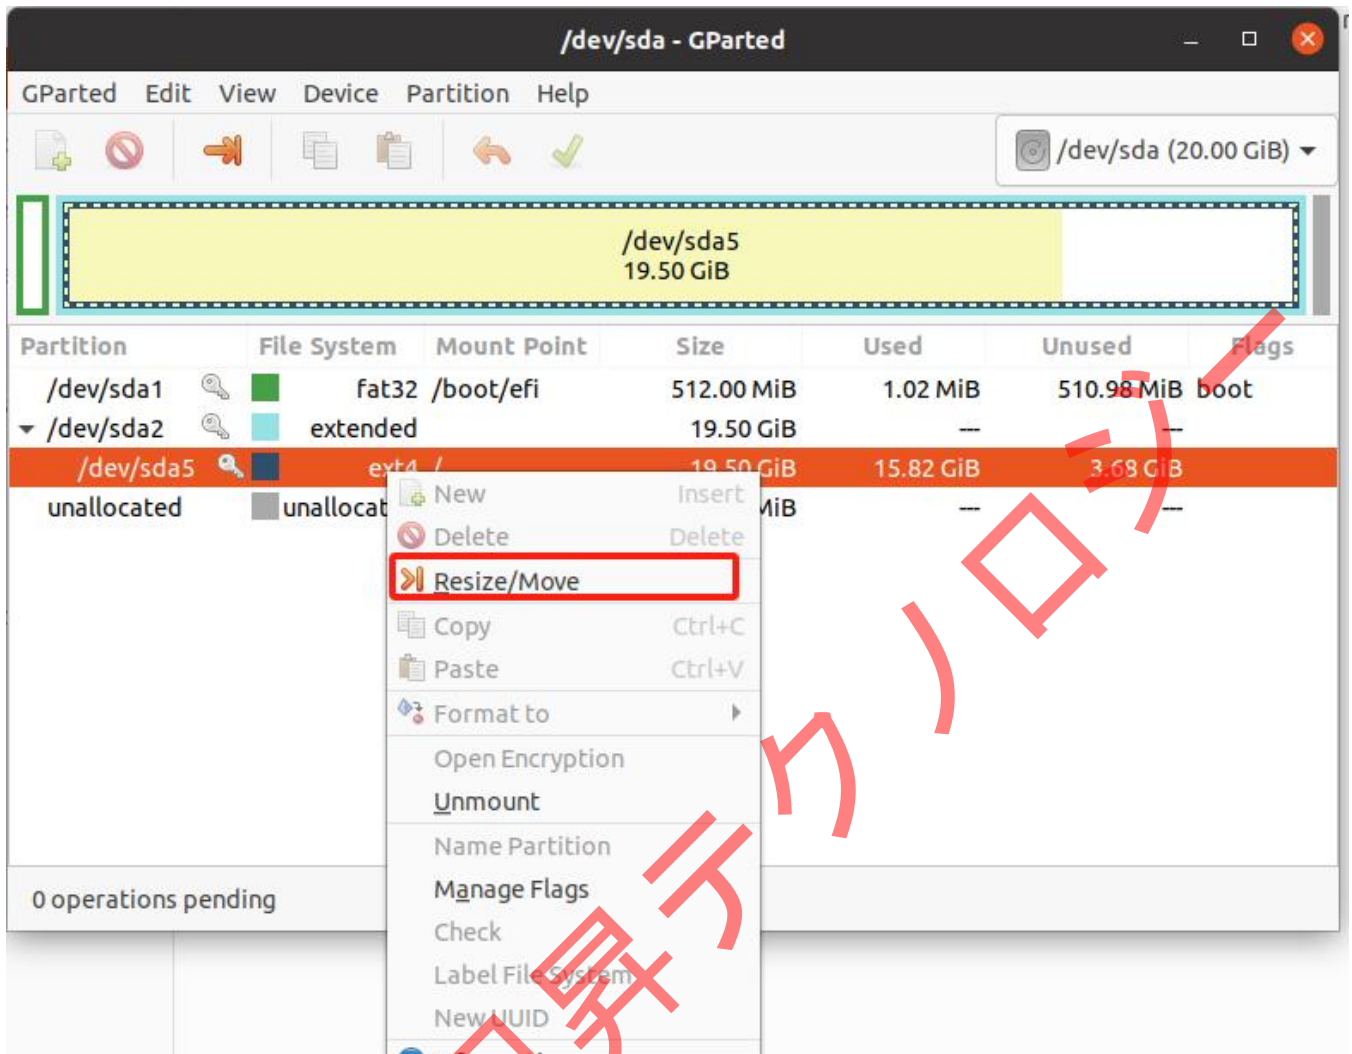 /dev/sda - GParted
GParted Edit View Device Partition Help
/dev/sda (20.00 GiB)
/dev/sda5
19.50 GiB
Partition File System Mount Point Size Used Unused Flags
/dev/sda1 fat32 /boot/efi 512.00 MiB 1.02 MiB 510.98 MiB boot
/dev/sda2 extended 19.50 GiB --- ---
/dev/sda5 ext4 / 19.50 GiB 15.82 GiB 3.68 GiB
unallocated unallocat MiB --- ---
New Insert
Delete Delete
Resize/Move
Copy Ctrl+C
Paste Ctrl+V
Format to
Open Encryption
Unmount
Name Partition
Manage Flags
Check
Label File System
New UUID
0 operations pending
昇テクノロジー